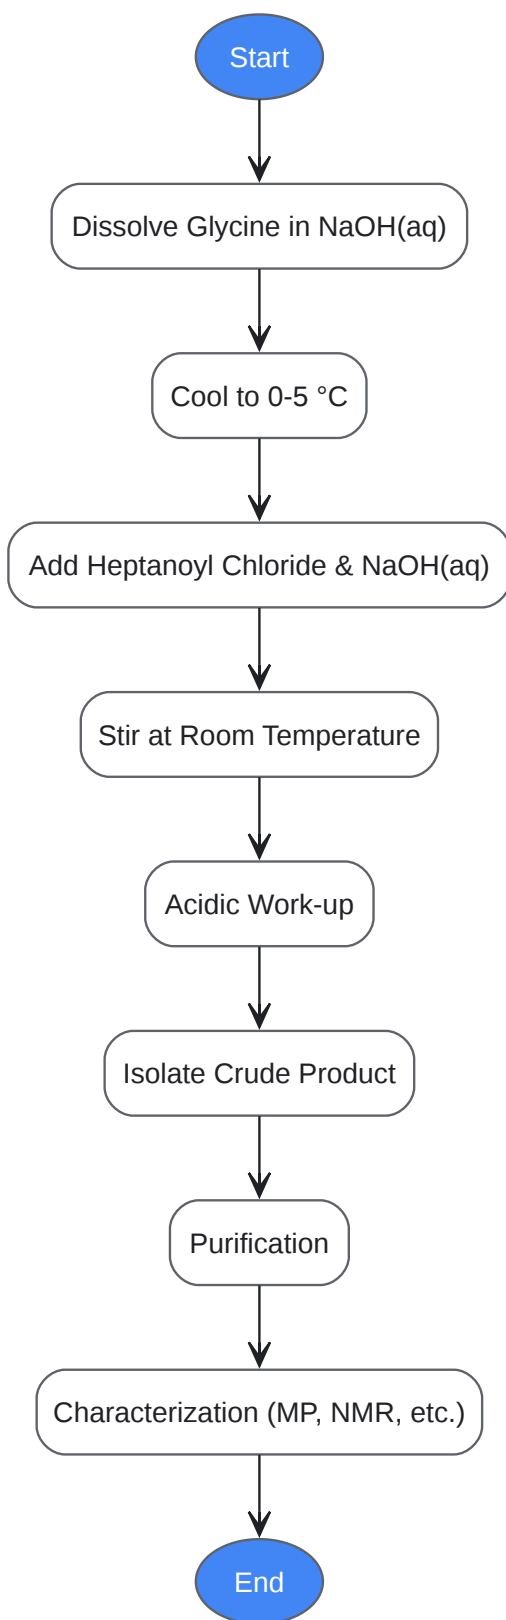 Start
Dissolve Glycine in NaOH(aq)
Cool to 0-5 °C
Add Heptanoyl Chloride & NaOH(aq)
Stir at Room Temperature
Acidic Work-up
Isolate Crude Product
Purification
Characterization (MP, NMR, etc.)
End